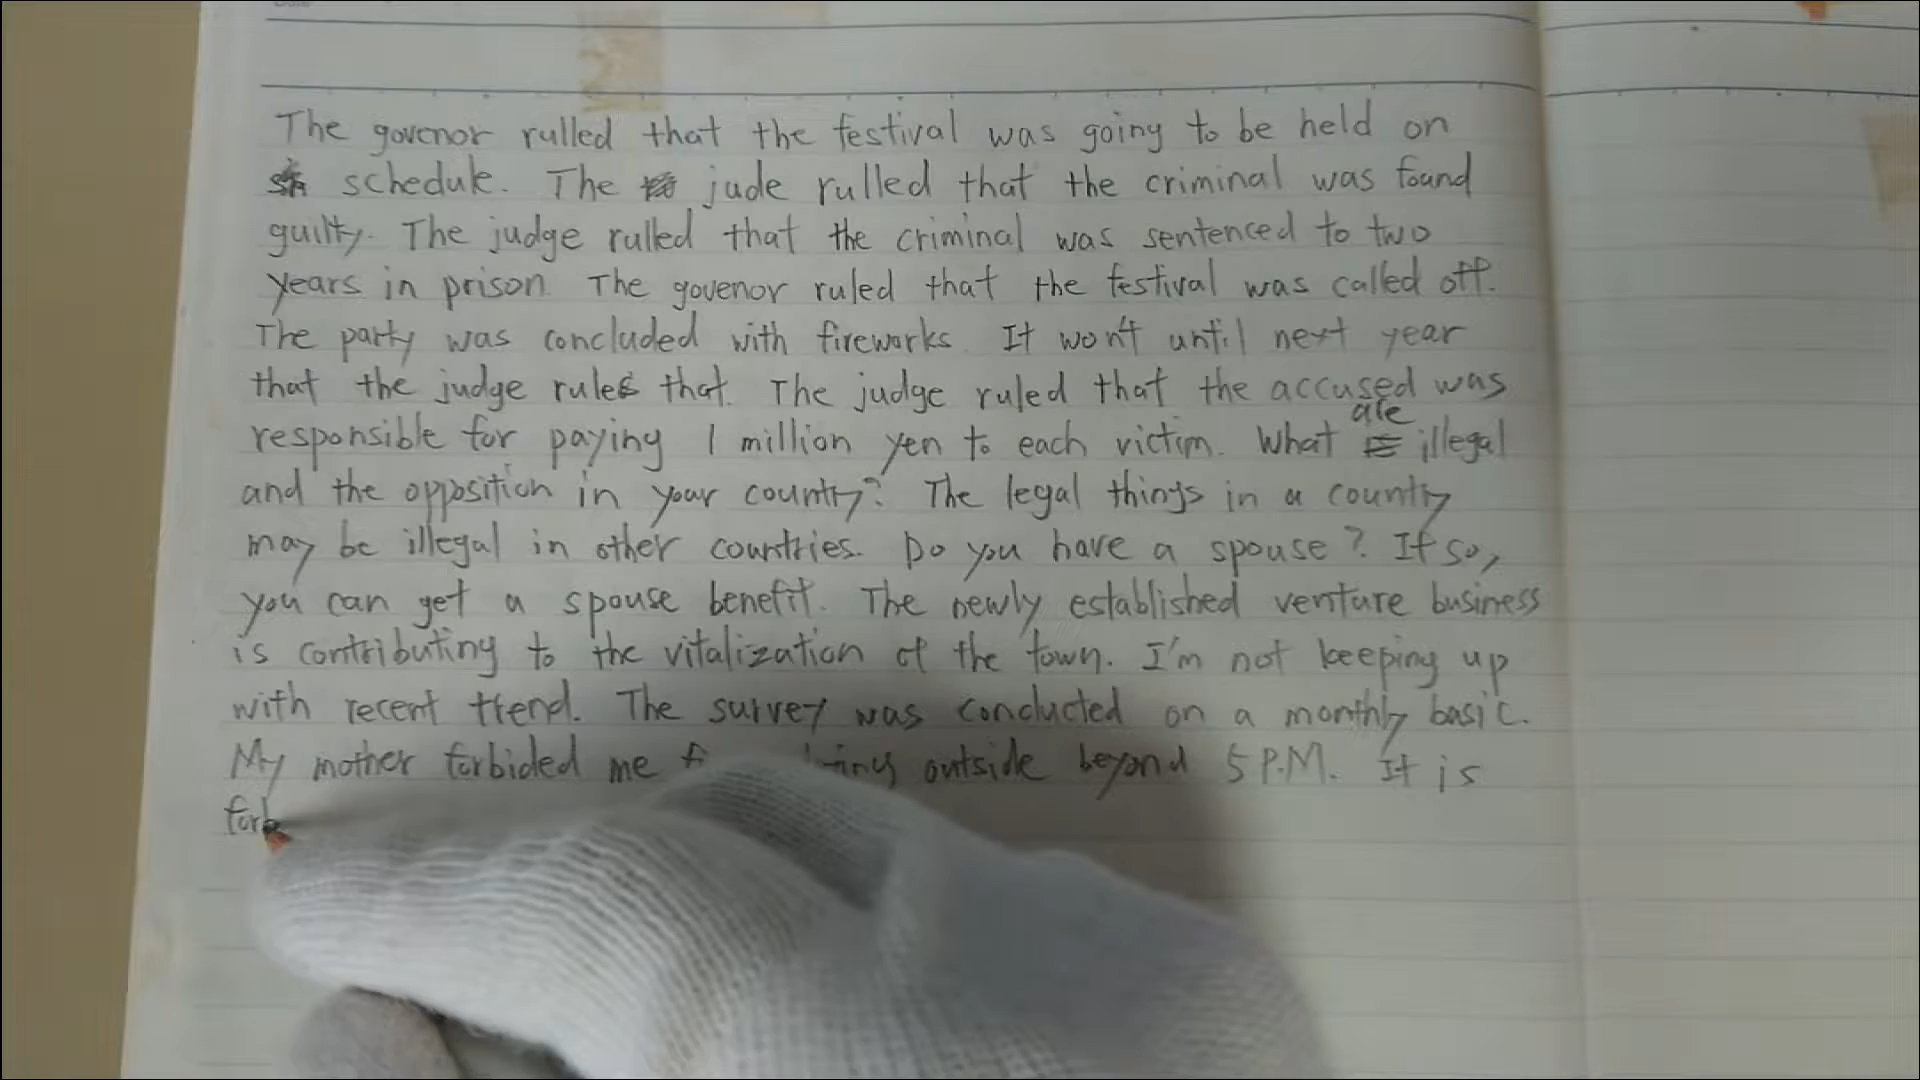 The govenor rulled that the festival was going to be held on
schedule. The jude rulled that the criminal was found
guilty. The judge rulled that the criminal was sentenced to two
years in prison. The govenor ruled that the festival was called off.
The party was concluded with fireworks. It won't until next year
that the judge rules that. The judge ruled that the accused was
responsible for paying 1 million yen to each victim. What are illegal
and the opposition in your country? The legal things in a country
may be illegal in other countries. Do you have a spouse? If so,
you can get a spouse benefit. The newly established venture business
is contributing to the vitalization of the town. I'm not keeping up
with recent trend. The survey was conducted on a monthly basic.
My mother forbided me outside beyond 5 P.M. It is
forb